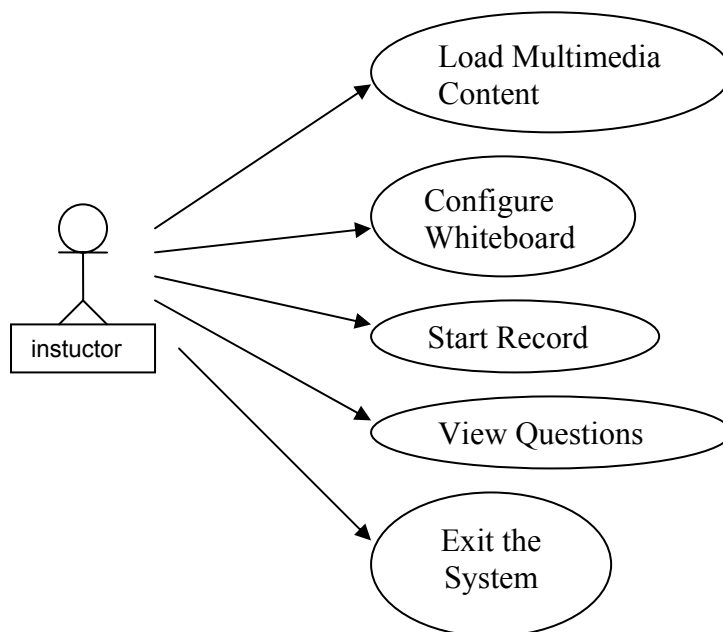 Load Multimedia
Content
Configure
Whiteboard
Start Record
instuctor
View Questions
Exit the
System